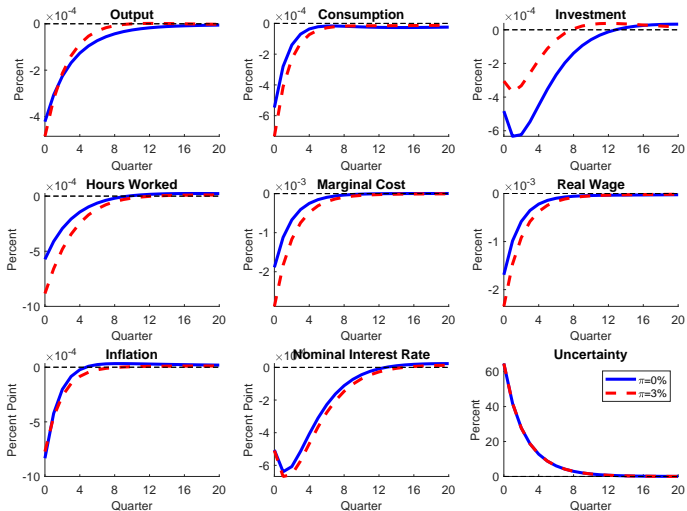 Output
×10⁻⁴
0
-2
-4
Percent
0 4 8 12 16 20
Quarter
Consumption
×10⁻⁴
0
-2
-4
-6
Percent
0 4 8 12 16 20
Quarter
Investment
×10⁻⁴
0
-2
-4
-6
Percent
0 4 8 12 16 20
Quarter
Hours Worked
×10⁻⁴
0
-5
-10
Percent
0 4 8 12 16 20
Quarter
Marginal Cost
×10⁻³
0
-1
-2
Percent
0 4 8 12 16 20
Quarter
Real Wage
×10⁻³
0
-1
-2
Percent
0 4 8 12 16 20
Quarter
Inflation
×10⁻⁴
0
-5
-10
Percent Point
0 4 8 12 16 20
Quarter
Nominal Interest Rate
0
-2
-4
-6
Percent Point
0 4 8 12 16 20
Quarter
Uncertainty
60
40
20
0
Percent
π=0%
π=3%
0 4 8 12 16 20
Quarter